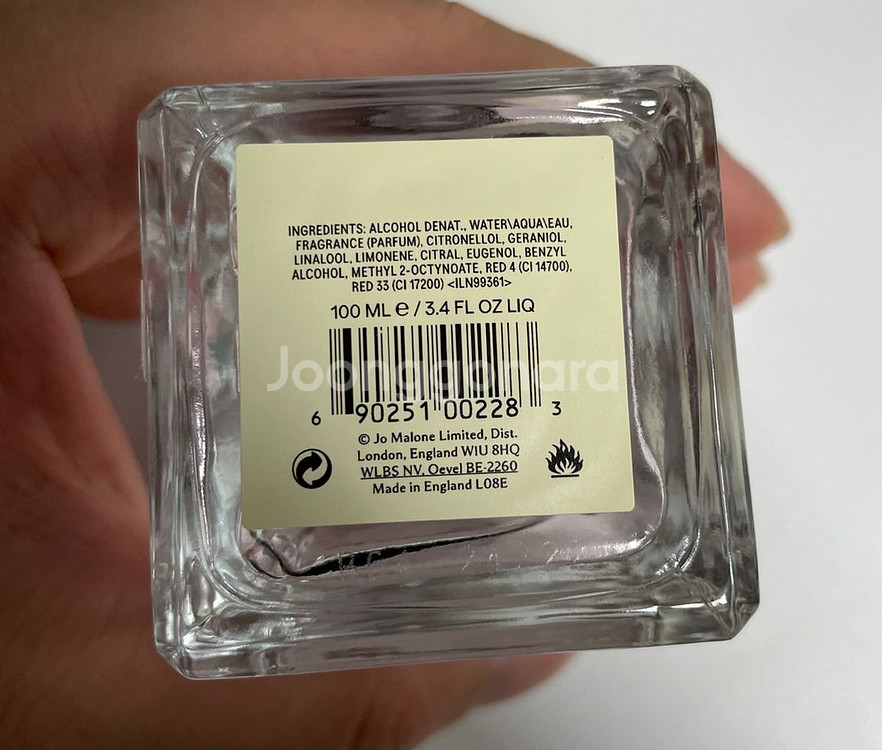 INGREDIENTS: ALCOHOL DENAT., WATER\AQUA\EAU,
FRAGRANCE (PARFUM), CITRONELLOL, GERANIOL,
LINALOOL, LIMONENE, CITRAL, EUGENOL, BENZYL
ALCOHOL, METHYL 2-OCTYNOATE, RED 4 (CI 14700),
RED 33 (CI 17200) <ILN99361>
100 ML e / 3.4 FL OZ LIQ
Joonggonara
6 90251 00228 3
© Jo Malone Limited, Dist.
London, England W1U 8HQ
WLBS NV, Oevel BE-2260
Made in England L08E